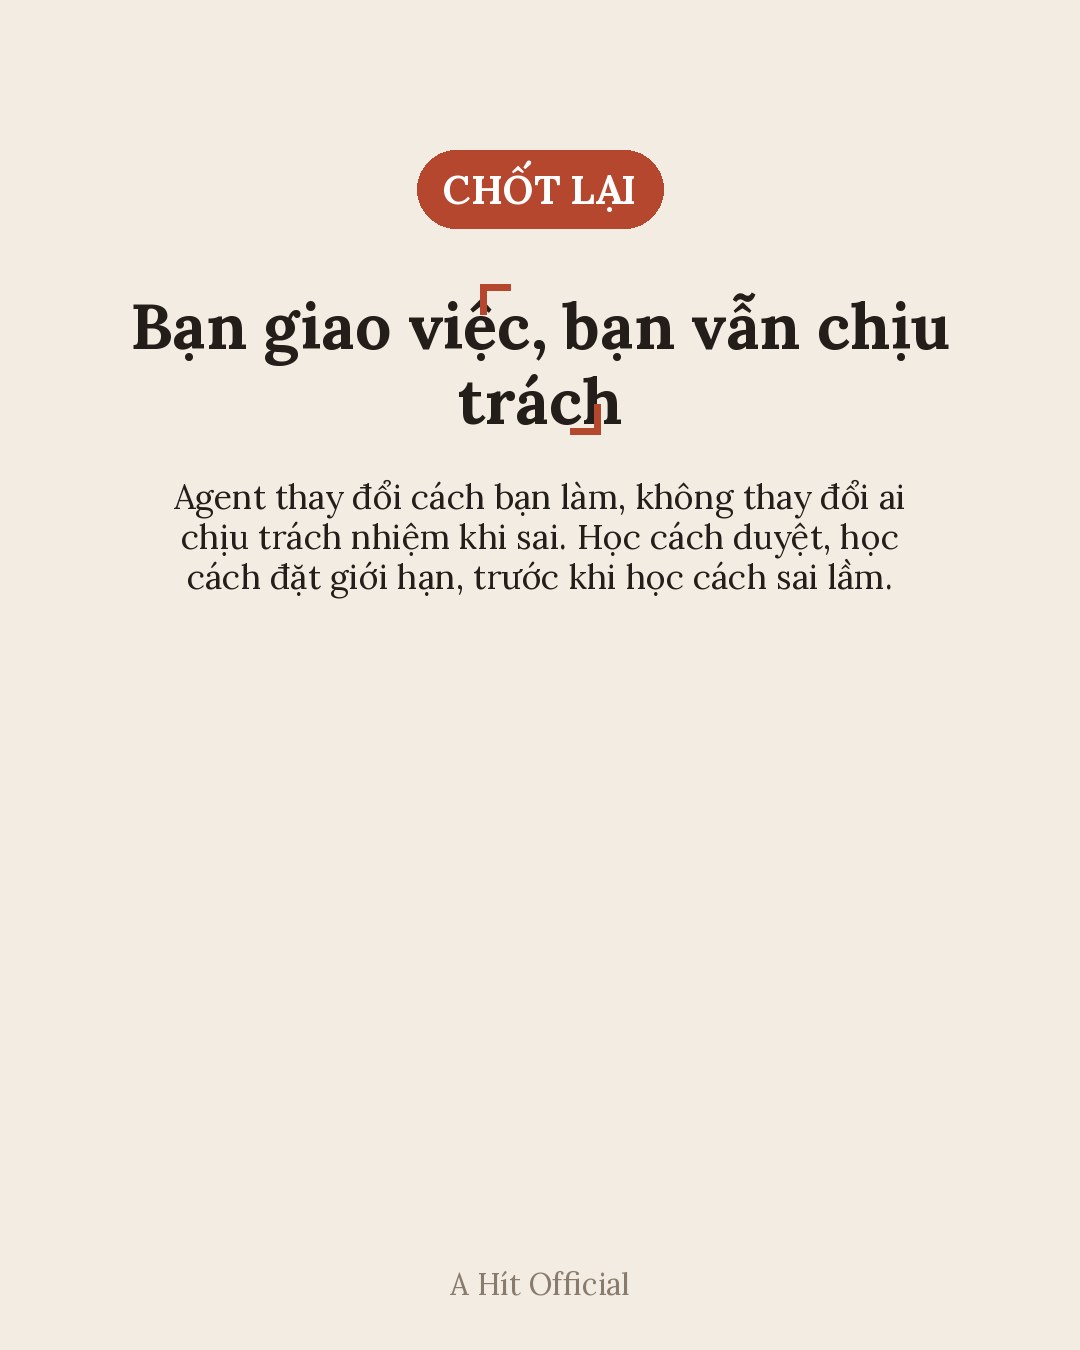 CHỐT LẠI
Bạn giao việc, bạn vẫn chịu
trách
Agent thay đổi cách bạn làm, không thay đổi ai
chịu trách nhiệm khi sai. Học cách duyệt, học
cách đặt giới hạn, trước khi học cách sai lầm.
A Hít Official